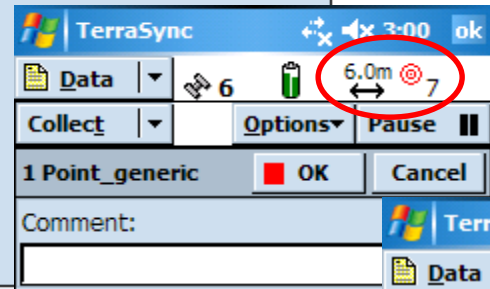 TerraSync 3:00 ok
Data 6 6.0m 7
Collect Options Pause
1 Point_generic OK Cancel
Comment:
Terr
Data